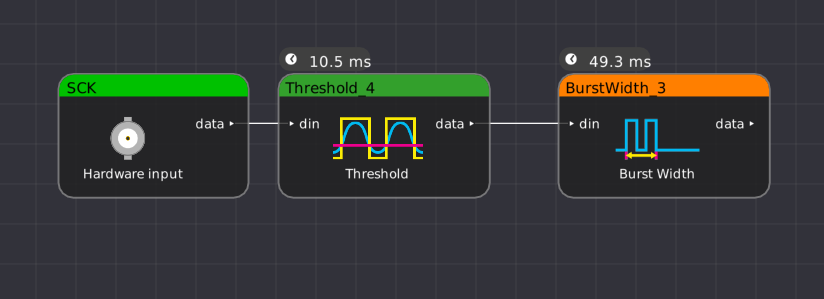 10.5 ms
49.3 ms
SCK
Threshold_4
BurstWidth_3
data
din
data
din
data
Hardware input
Threshold
Burst Width